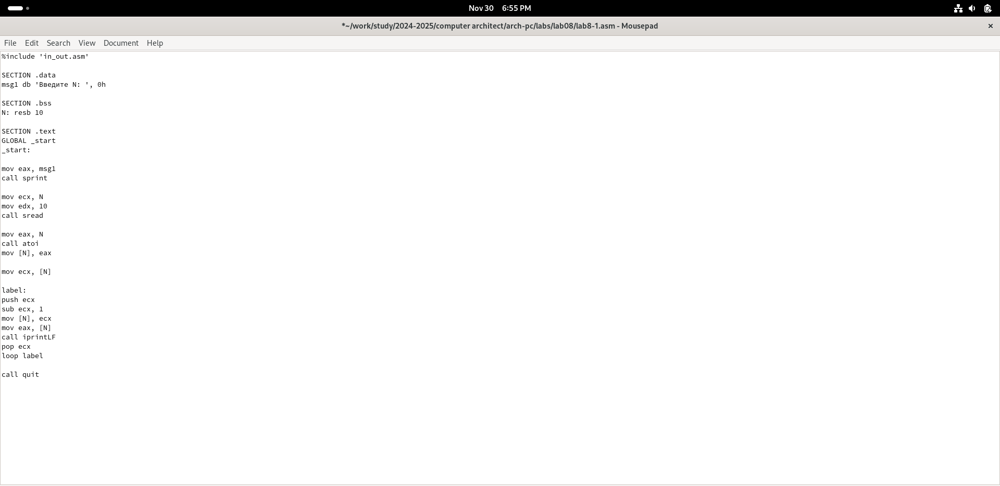 Nov 30 6:55 PM
*~/work/study/2024-2025/computer architect/arch-pc/labs/lab08/lab8-1.asm - Mousepad
File Edit Search View Document Help
%include 'in_out.asm'
SECTION .data
msg1 db 'Введите N: ', 0h
SECTION .bss
N: resb 10
SECTION .text
GLOBAL _start
_start:
mov eax, msg1
call sprint
mov ecx, N
mov edx, 10
call sread
mov eax, N
call atoi
mov [N], eax
mov ecx, [N]
label:
push ecx
sub ecx, 1
mov [N], ecx
mov eax, [N]
call iprintLF
pop ecx
loop label
call quit